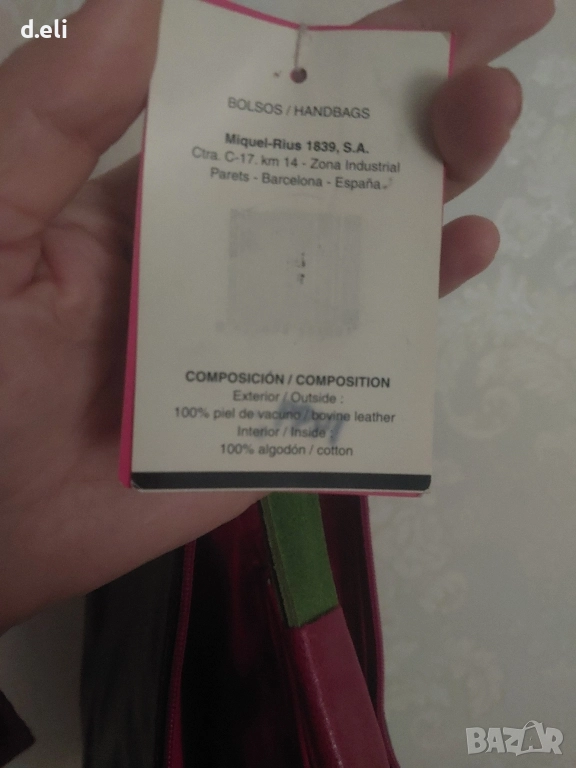 d.eli
BOLSOS / HANDBAGS
Miquel-Rius 1839, S.A.
Ctra. C-17. km 14 - Zona Industrial
Parets - Barcelona - España
COMPOSICIÓN / COMPOSITION
Exterior / Outside :
100% piel de vacuno / bovine leather
Interior / Inside :
100% algodón / cotton
BAZAR